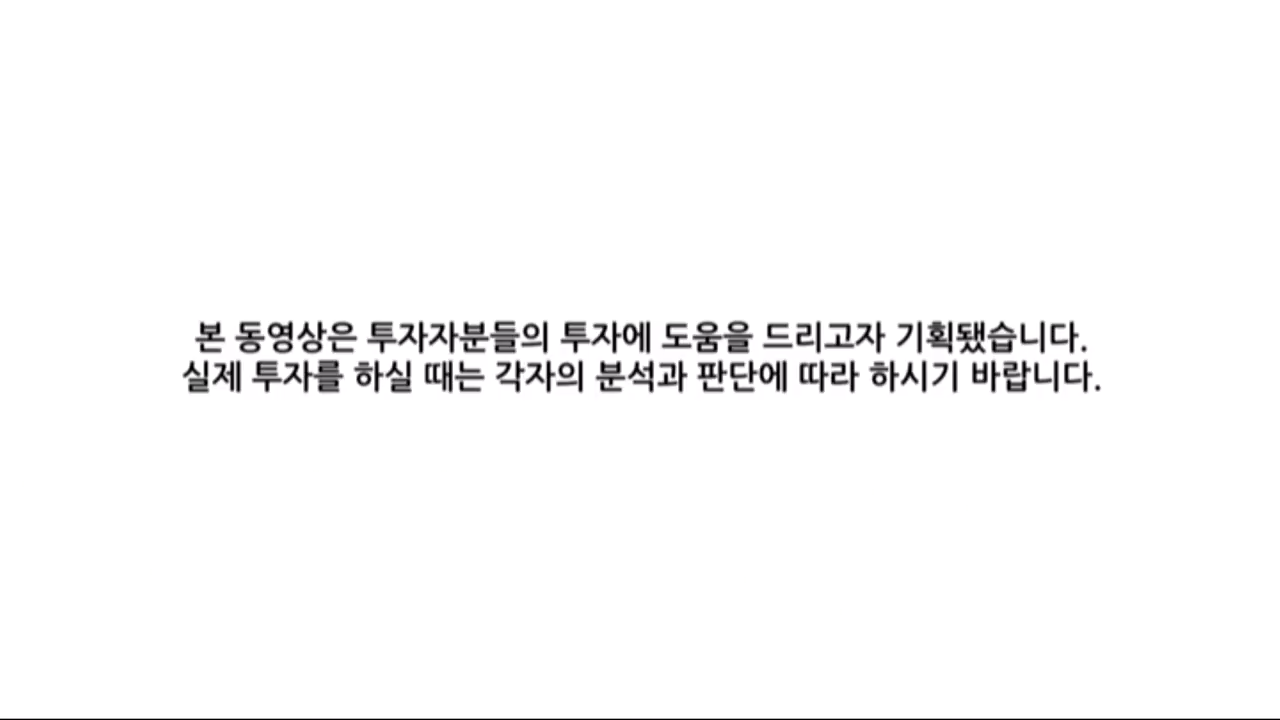 본 동영상은 투자자분들의 투자에 도움을 드리고자 기획됐습니다.
실제 투자를 하실 때는 각자의 분석과 판단에 따라 하시기 바랍니다.